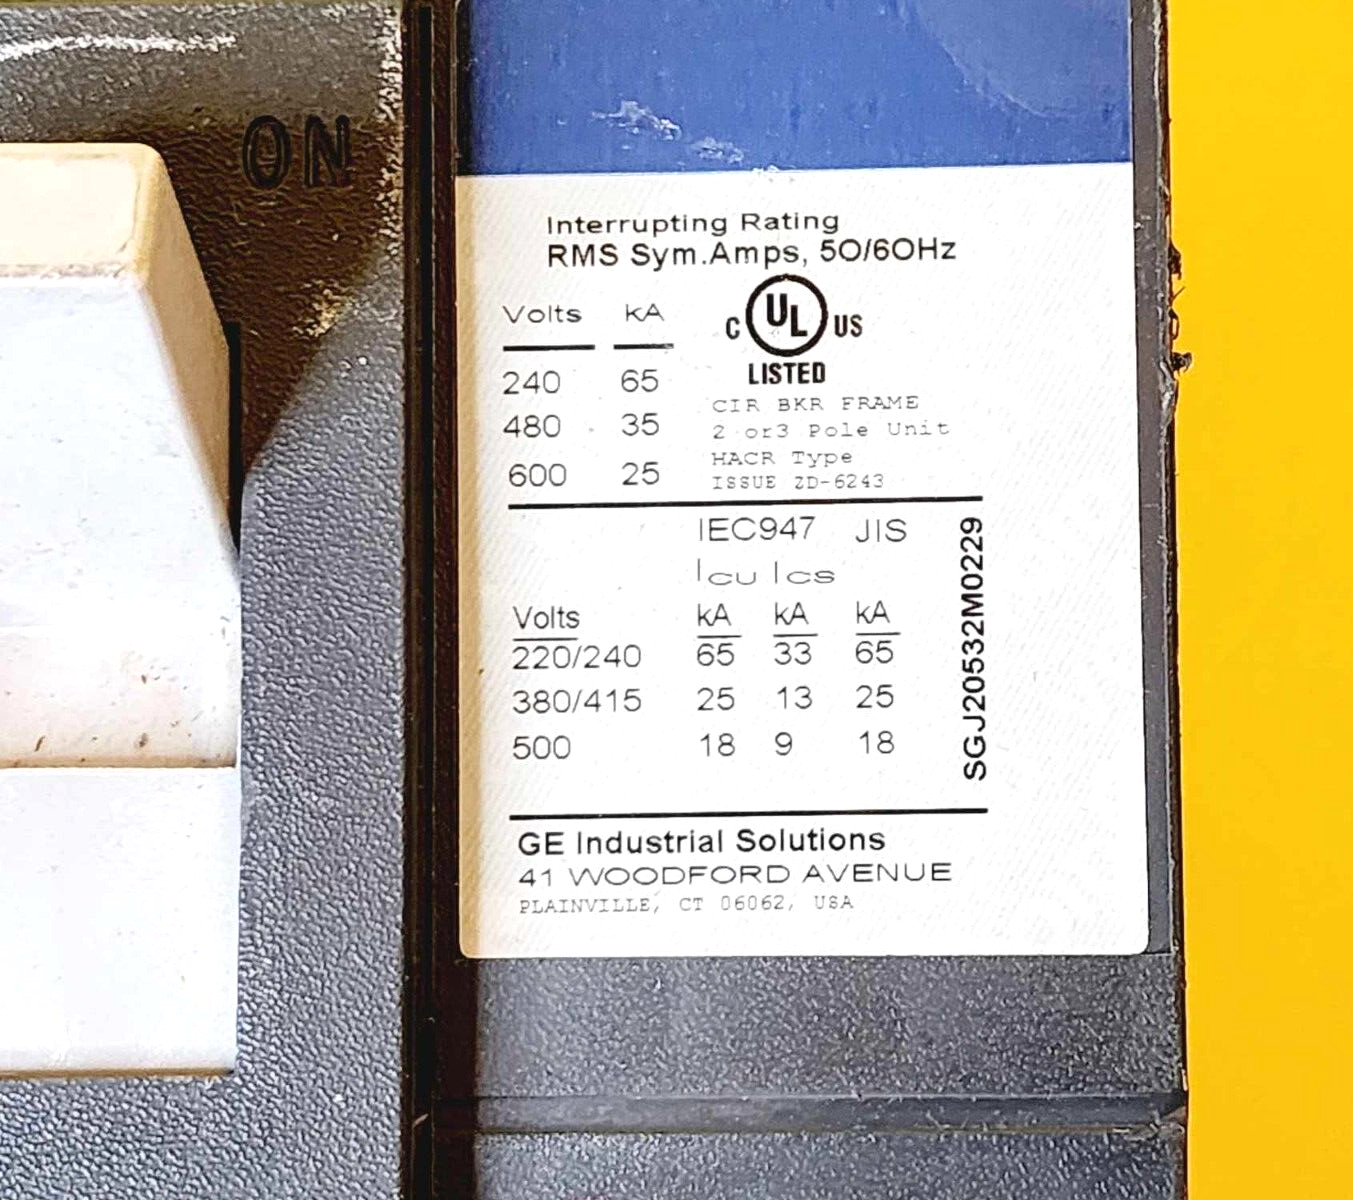 ON
Interrupting Rating
RMS Sym.Amps, 50/60Hz
Volts kA
C UL US
LISTED
240 65
480 35
600 25
CIR BKR FRAME
2 or3 Pole Unit
HACR Type
ISSUE ZD-6243
IEC947 JIS
Icu Ics
Volts kA kA kA
220/240 65 33 65
380/415 25 13 25
500 18 9 18
SGJ20532M0229
GE Industrial Solutions
41 WOODFORD AVENUE
PLAINVILLE, CT 06062, USA